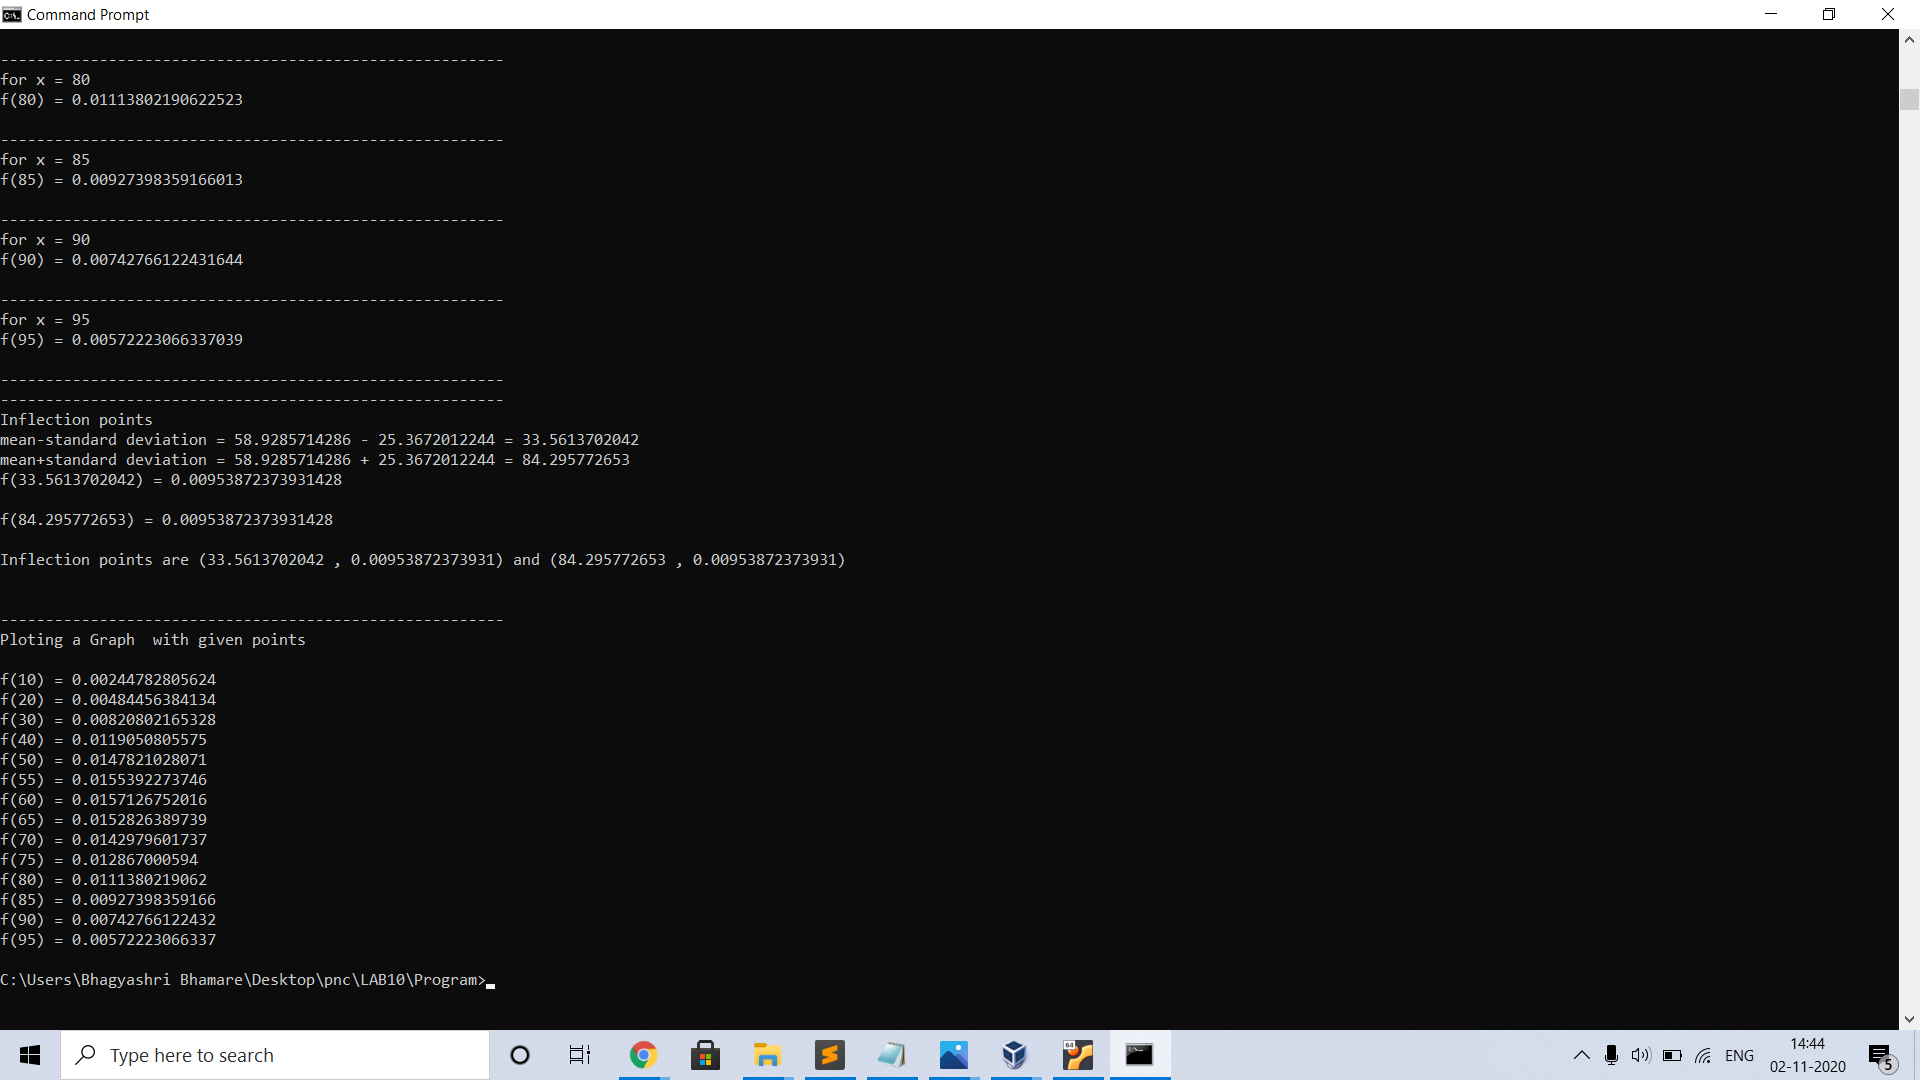 Command Prompt
--------------------------------------------------------
for x = 80
f(80) = 0.01113802190622523
--------------------------------------------------------
for x = 85
f(85) = 0.00927398359166013
--------------------------------------------------------
for x = 90
f(90) = 0.00742766122431644
--------------------------------------------------------
for x = 95
f(95) = 0.00572223066337039
--------------------------------------------------------
--------------------------------------------------------
Inflection points
mean-standard deviation = 58.9285714286 - 25.3672012244 = 33.5613702042
mean+standard deviation = 58.9285714286 + 25.3672012244 = 84.295772653
f(33.5613702042) = 0.00953872373931428
f(84.295772653) = 0.00953872373931428
Inflection points are (33.5613702042 , 0.00953872373931) and (84.295772653 , 0.00953872373931)
--------------------------------------------------------
Ploting a Graph  with given points
f(10) = 0.00244782805624
f(20) = 0.00484456384134
f(30) = 0.00820802165328
f(40) = 0.0119050805575
f(50) = 0.0147821028071
f(55) = 0.0155392273746
f(60) = 0.0157126752016
f(65) = 0.0152826389739
f(70) = 0.0142979601737
f(75) = 0.012867000594
f(80) = 0.0111380219062
f(85) = 0.00927398359166
f(90) = 0.00742766122432
f(95) = 0.00572223066337
C:\Users\Bhagyashri Bhamare\Desktop\pnc\LAB10\Program>
Type here to search
64
ENG
14:44
02-11-2020
5